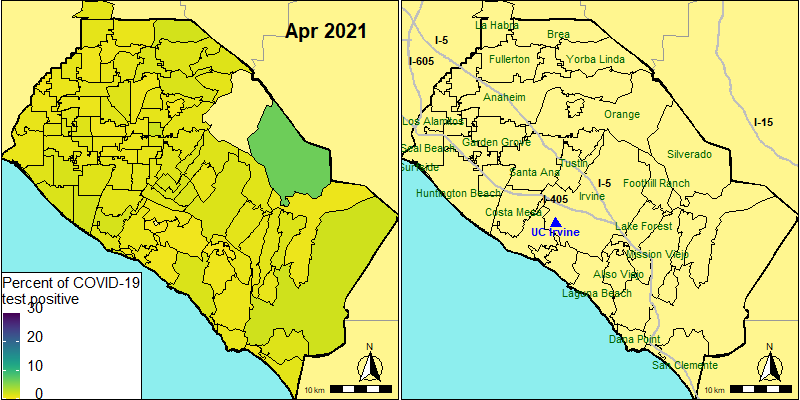 Apr 2021
Percent of COVID-19
test positive
30
20
10
0
N
10 km
La Habra
I-5
Brea
I-605
Fullerton
Yorba Linda
Anaheim
Orange
I-15
Los Alamitos
Seal Beach
Garden Grove
Silverado
Surfside
Tustin
Santa Ana
I-5
Foothill Ranch
Huntington Beach
I-405
Irvine
Costa Mesa
UC Irvine
Lake Forest
Mission Viejo
Aliso Viejo
Laguna Beach
Dana Point
San Clemente
N
10 km